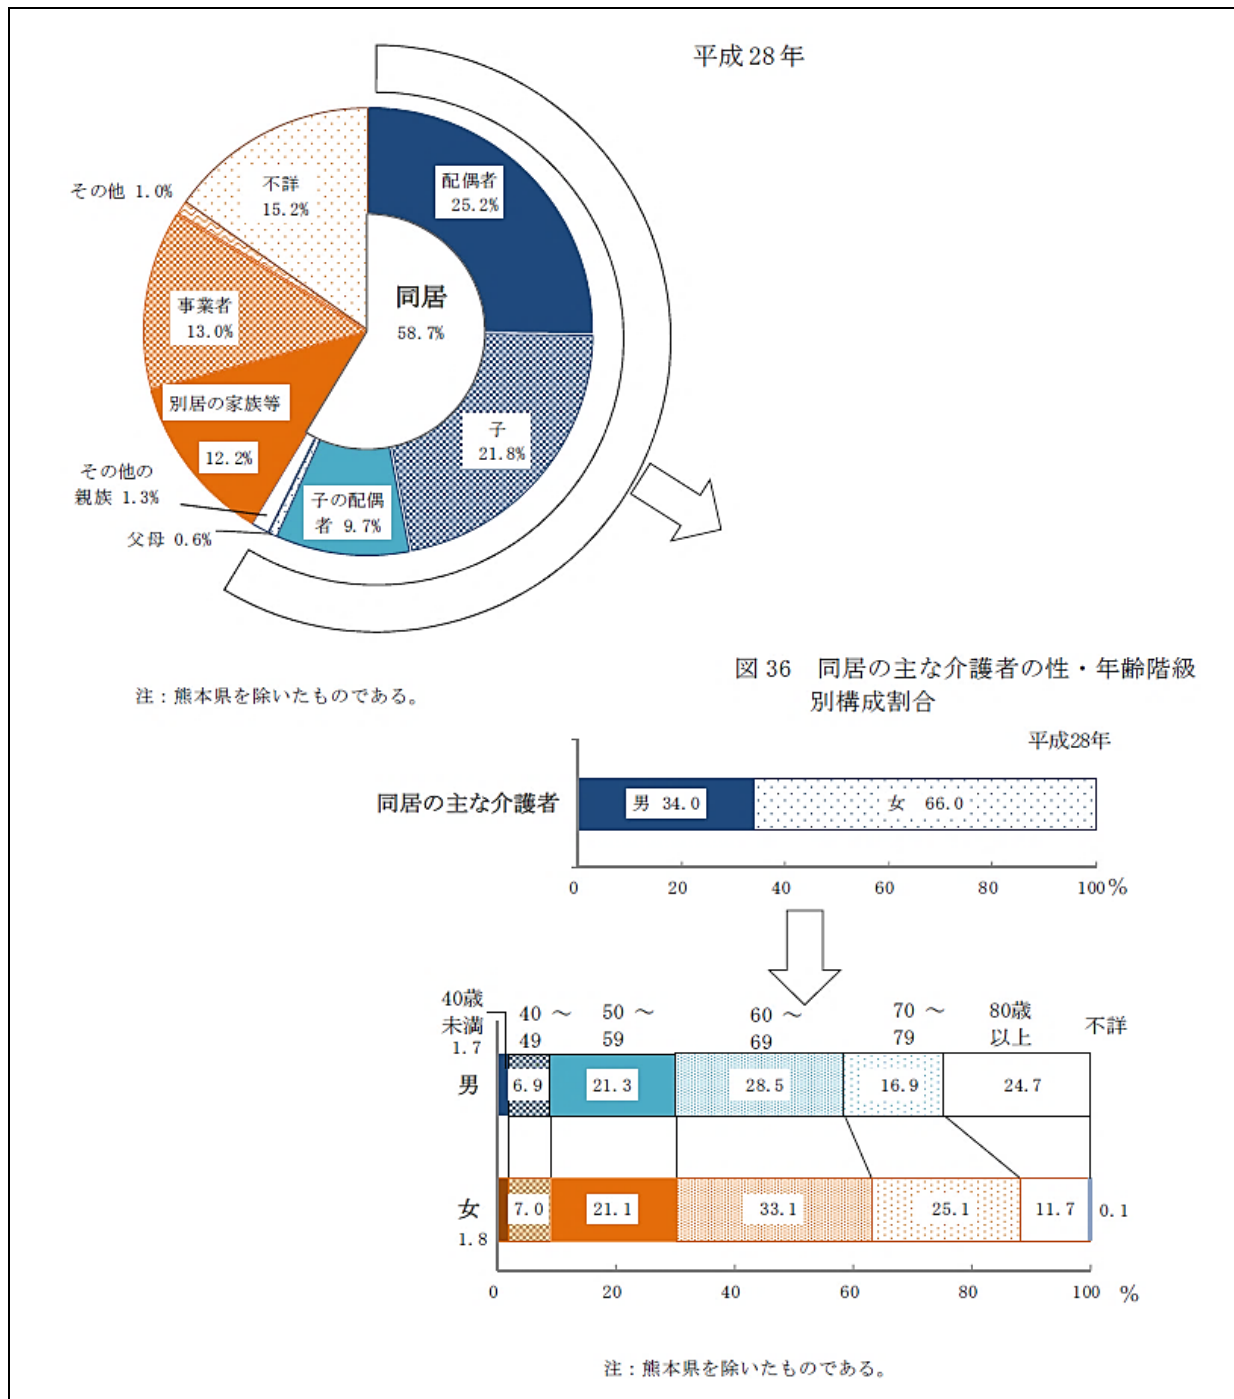 平成 28 年
配偶者
25.2%
不詳
15.2%
その他 1.0%
同居
58.7%
事業者
13.0%
別居の家族等
12.2%
子
21.8%
その他の
親族 1.3%
子の配偶
者 9.7%
父母 0.6%
注：熊本県を除いたものである。
図 36 同居の主な介護者の性・年齢階級
別構成割合
平成28年
同居の主な介護者
男 34.0
女 66.0
0 20 40 60 80 100 %
40歳
未満
1.7
40 ～
49
50 ～
59
60 ～
69
70 ～
79
80歳
以上
不詳
男
6.9 21.3 28.5 16.9 24.7
女
1.8
7.0 21.1 33.1 25.1 11.7 0.1
0 20 40 60 80 100 %
注：熊本県を除いたものである。